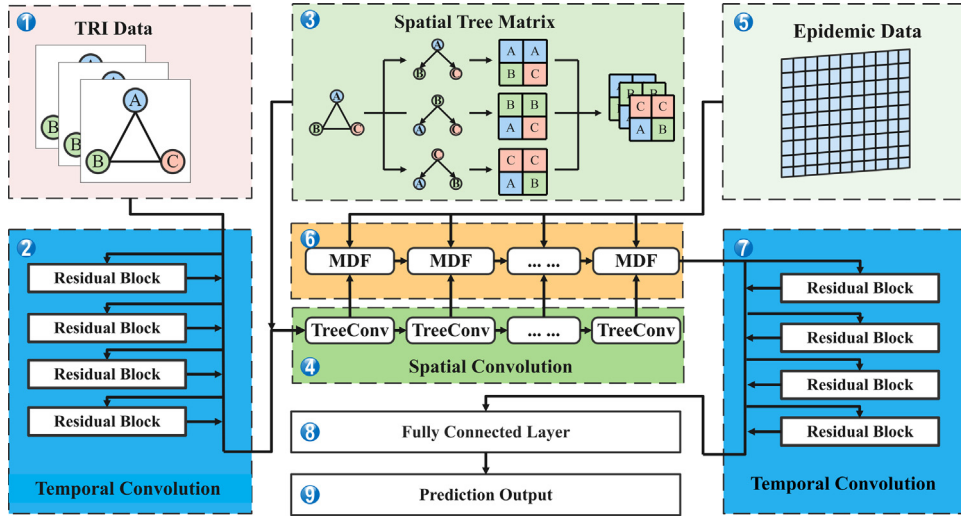 1
TRI Data
A
B
B
A
B
C
3
Spatial Tree Matrix
A
B
C
A
B C
A A
B C
B
A C
B B
A C
C
A B
C C
A B
A
B B
A
C C
A B
5
Epidemic Data
2
Residual Block
Residual Block
Residual Block
Residual Block
Temporal Convolution
6
MDF MDF ... ... MDF
TreeConv TreeConv ... ... TreeConv
4
Spatial Convolution
7
Residual Block
Residual Block
Residual Block
Residual Block
Temporal Convolution
8
Fully Connected Layer
9
Prediction Output